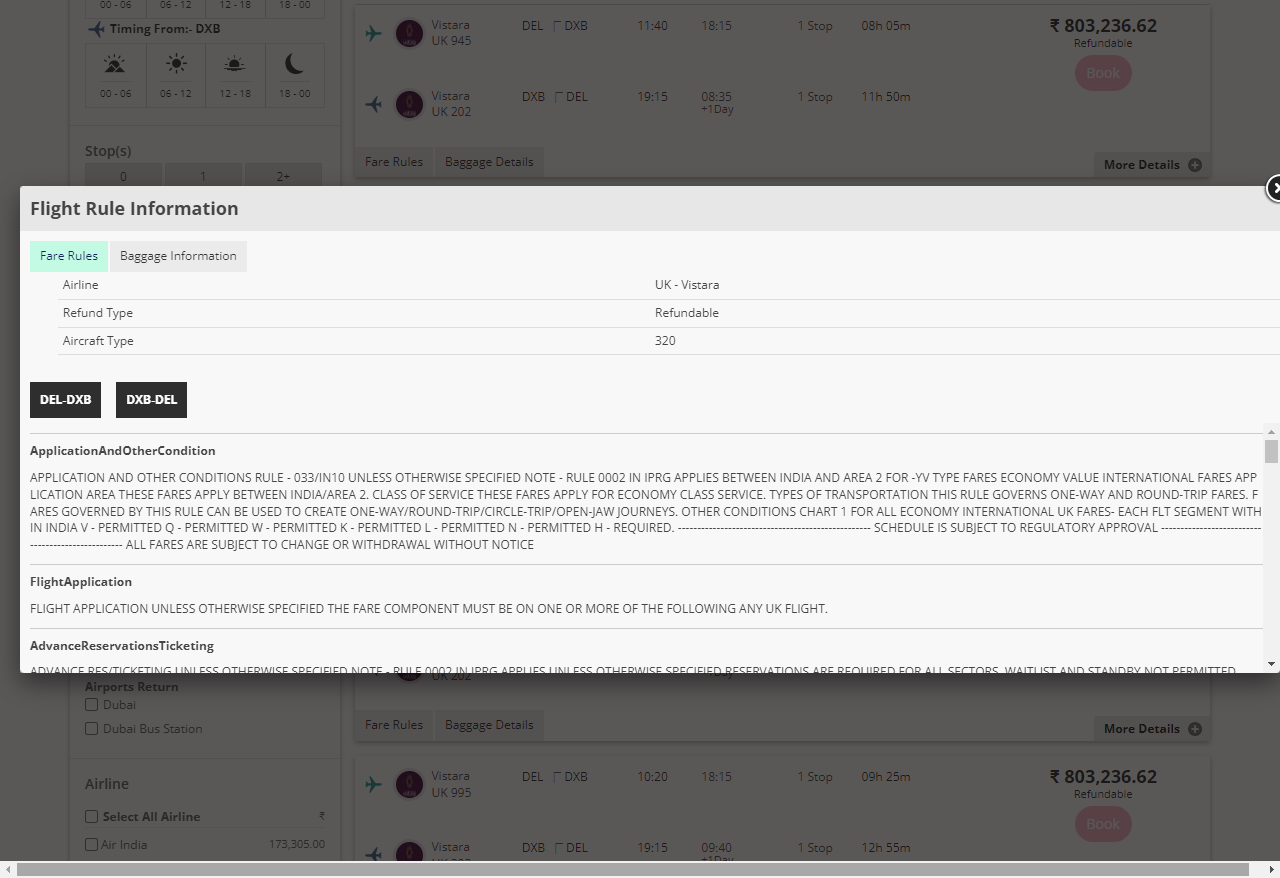 00 - 06 06 - 12 12 - 18 18 - 00
Timing From:- DXB
00 - 06 06 - 12 12 - 18 18 - 00
Stop(s)
0 1 2+
Vistara DEL DXB 11:40 18:15 1 Stop 08h 05m ₹ 803,236.62
UK 945 Refundable
Book
Vistara DXB DEL 19:15 08:35 1 Stop 11h 50m
UK 202 +1Day
Fare Rules Baggage Details More Details
Flight Rule Information
Fare Rules Baggage Information
Airline UK - Vistara
Refund Type Refundable
Aircraft Type 320
DEL-DXB DXB-DEL
ApplicationAndOtherCondition
APPLICATION AND OTHER CONDITIONS RULE - 033/IN10 UNLESS OTHERWISE SPECIFIED NOTE - RULE 0002 IN IPRG APPLIES BETWEEN INDIA AND AREA 2 FOR -YV TYPE FARES ECONOMY VALUE INTERNATIONAL FARES APP
LICATION AREA THESE FARES APPLY BETWEEN INDIA/AREA 2. CLASS OF SERVICE THESE FARES APPLY FOR ECONOMY CLASS SERVICE. TYPES OF TRANSPORTATION THIS RULE GOVERNS ONE-WAY AND ROUND-TRIP FARES. F
ARES GOVERNED BY THIS RULE CAN BE USED TO CREATE ONE-WAY/ROUND-TRIP/CIRCLE-TRIP/OPEN-JAW JOURNEYS. OTHER CONDITIONS CHART 1 FOR ALL ECONOMY INTERNATIONAL UK FARES- EACH FLT SEGMENT WITH
IN INDIA V - PERMITTED Q - PERMITTED W - PERMITTED K - PERMITTED L - PERMITTED N - PERMITTED H - REQUIRED. -------------------------------------------------- SCHEDULE IS SUBJECT TO REGULATORY APPROVAL --------------------------
------------------------ ALL FARES ARE SUBJECT TO CHANGE OR WITHDRAWAL WITHOUT NOTICE
FlightApplication
FLIGHT APPLICATION UNLESS OTHERWISE SPECIFIED THE FARE COMPONENT MUST BE ON ONE OR MORE OF THE FOLLOWING ANY UK FLIGHT.
AdvanceReservationsTicketing
ADVANCE RES/TICKETING UNLESS OTHERWISE SPECIFIED NOTE - RULE 0002 IN IPRG APPLIES UNLESS OTHERWISE SPECIFIED RESERVATIONS ARE REQUIRED FOR ALL SECTORS. WAITLIST AND STANDBY NOT PERMITTED
UK 202 +1Day
Airports Return
Dubai
Dubai Bus Station
Fare Rules Baggage Details More Details
Airline
Select All Airline ₹
Air India 173,305.00
Vistara DEL DXB 10:20 18:15 1 Stop 09h 25m ₹ 803,236.62
UK 995 Refundable
Book
Vistara DXB DEL 19:15 09:40 1 Stop 12h 55m
+1Day